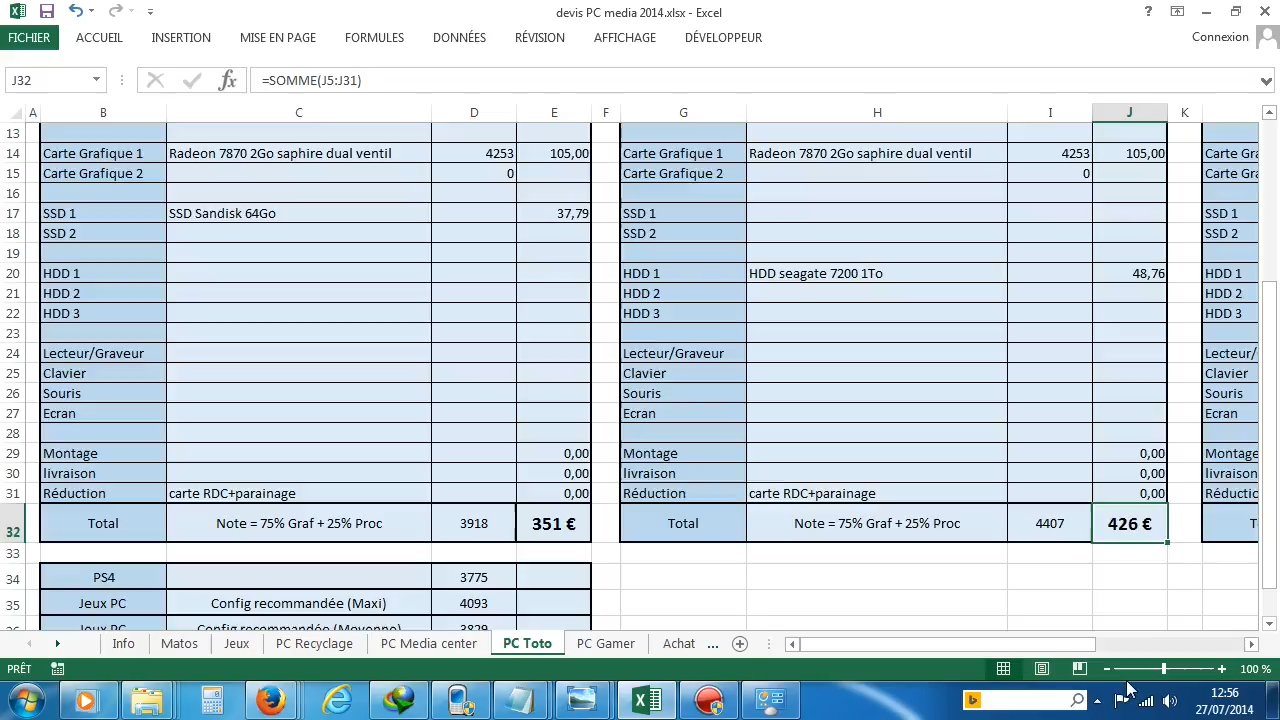 devis PC media 2014.xlsx - Excel
FICHIER ACCUEIL INSERTION MISE EN PAGE FORMULES DONNÉES RÉVISION AFFICHAGE DÉVELOPPEUR Connexion
J32 fx =SOMME(J5:J31)
A B C D E F G H I J K
13
14 Carte Grafique 1 Radeon 7870 2Go saphire dual ventil 4253 105,00 Carte Grafique 1 Radeon 7870 2Go saphire dual ventil 4253 105,00 Carte Gra
15 Carte Grafique 2 0 Carte Grafique 2 0 Carte Gra
16
17 SSD 1 SSD Sandisk 64Go 37,79 SSD 1 SSD 1
18 SSD 2 SSD 2 SSD 2
19
20 HDD 1 HDD 1 HDD seagate 7200 1To 48,76 HDD 1
21 HDD 2 HDD 2 HDD 2
22 HDD 3 HDD 3 HDD 3
23
24 Lecteur/Graveur Lecteur/Graveur Lecteur/
25 Clavier Clavier Clavier
26 Souris Souris Souris
27 Ecran Ecran Ecran
28
29 Montage 0,00 Montage 0,00 Montage
30 livraison 0,00 livraison 0,00 livraison
31 Réduction carte RDC+parainage 0,00 Réduction carte RDC+parainage 0,00 Réductio
32 Total Note = 75% Graf + 25% Proc 3918 351 € Total Note = 75% Graf + 25% Proc 4407 426 € T
33
34 PS4 3775
35 Jeux PC Config recommandée (Maxi) 4093
36 Jeux PC Config recommandée (Moyenne) 3829
Info Matos Jeux PC Recyclage PC Media center PC Toto PC Gamer Achat ...
PRÊT 100 %
12:56
27/07/2014